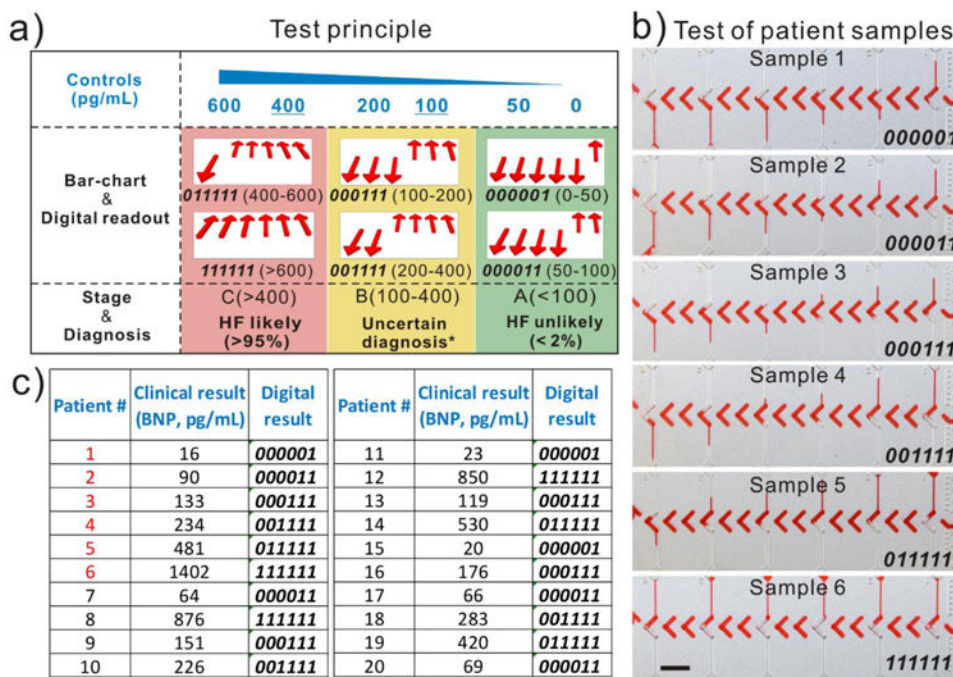 a)
Test principle
Controls
(pg/mL)
600 400 200 100 50 0
Bar-chart
&
Digital readout
011111 (400-600)
000111 (100-200)
000001 (0-50)
111111 (>600)
001111 (200-400)
000011 (50-100)
Stage
&
Diagnosis
C(>400)
HF likely
(>95%)
B(100-400)
Uncertain
diagnosis*
A(<100)
HF unlikely
(< 2%)
b) Test of patient samples
Sample 1
000001
Sample 2
000011
Sample 3
000111
Sample 4
001111
Sample 5
011111
Sample 6
111111
c)
Patient # Clinical result (BNP, pg/mL) Digital result
1 16 000001
2 90 000011
3 133 000111
4 234 001111
5 481 011111
6 1402 111111
7 64 000011
8 876 111111
9 151 000111
10 226 001111
Patient # Clinical result (BNP, pg/mL) Digital result
11 23 000001
12 850 111111
13 119 000111
14 530 011111
15 20 000001
16 176 000111
17 66 000011
18 283 001111
19 420 011111
20 69 000011